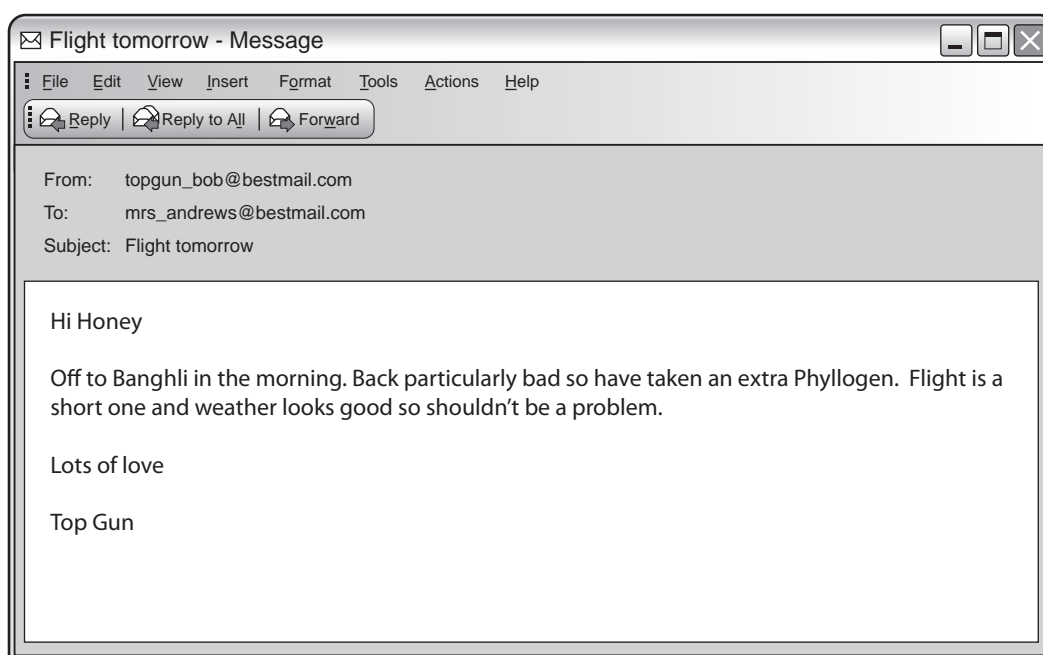 Flight tomorrow - Message
File Edit View Insert Format Tools Actions Help
Reply Reply to All Forward
From: topgun_bob@bestmail.com
To: mrs_andrews@bestmail.com
Subject: Flight tomorrow
Hi Honey
Off to Banghli in the morning. Back particularly bad so have taken an extra Phyllogen. Flight is a
short one and weather looks good so shouldn’t be a problem.
Lots of love
Top Gun